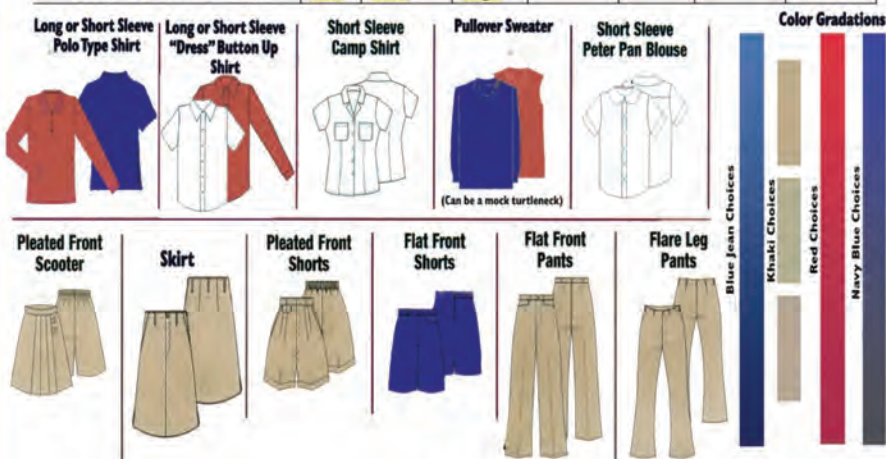 Long or Short Sleeve
Polo Type Shirt
Long or Short Sleeve
"Dress" Button Up
Shirt
Short Sleeve
Camp Shirt
Pullover Sweater
(Can be a mock turtleneck)
Short Sleeve
Peter Pan Blouse
Color Gradations
Blue Jean Choices
Khaki Choices
Red Choices
Navy Blue Choices
Pleated Front
Scooter
Skirt
Pleated Front
Shorts
Flat Front
Shorts
Flat Front
Pants
Flare Leg
Pants